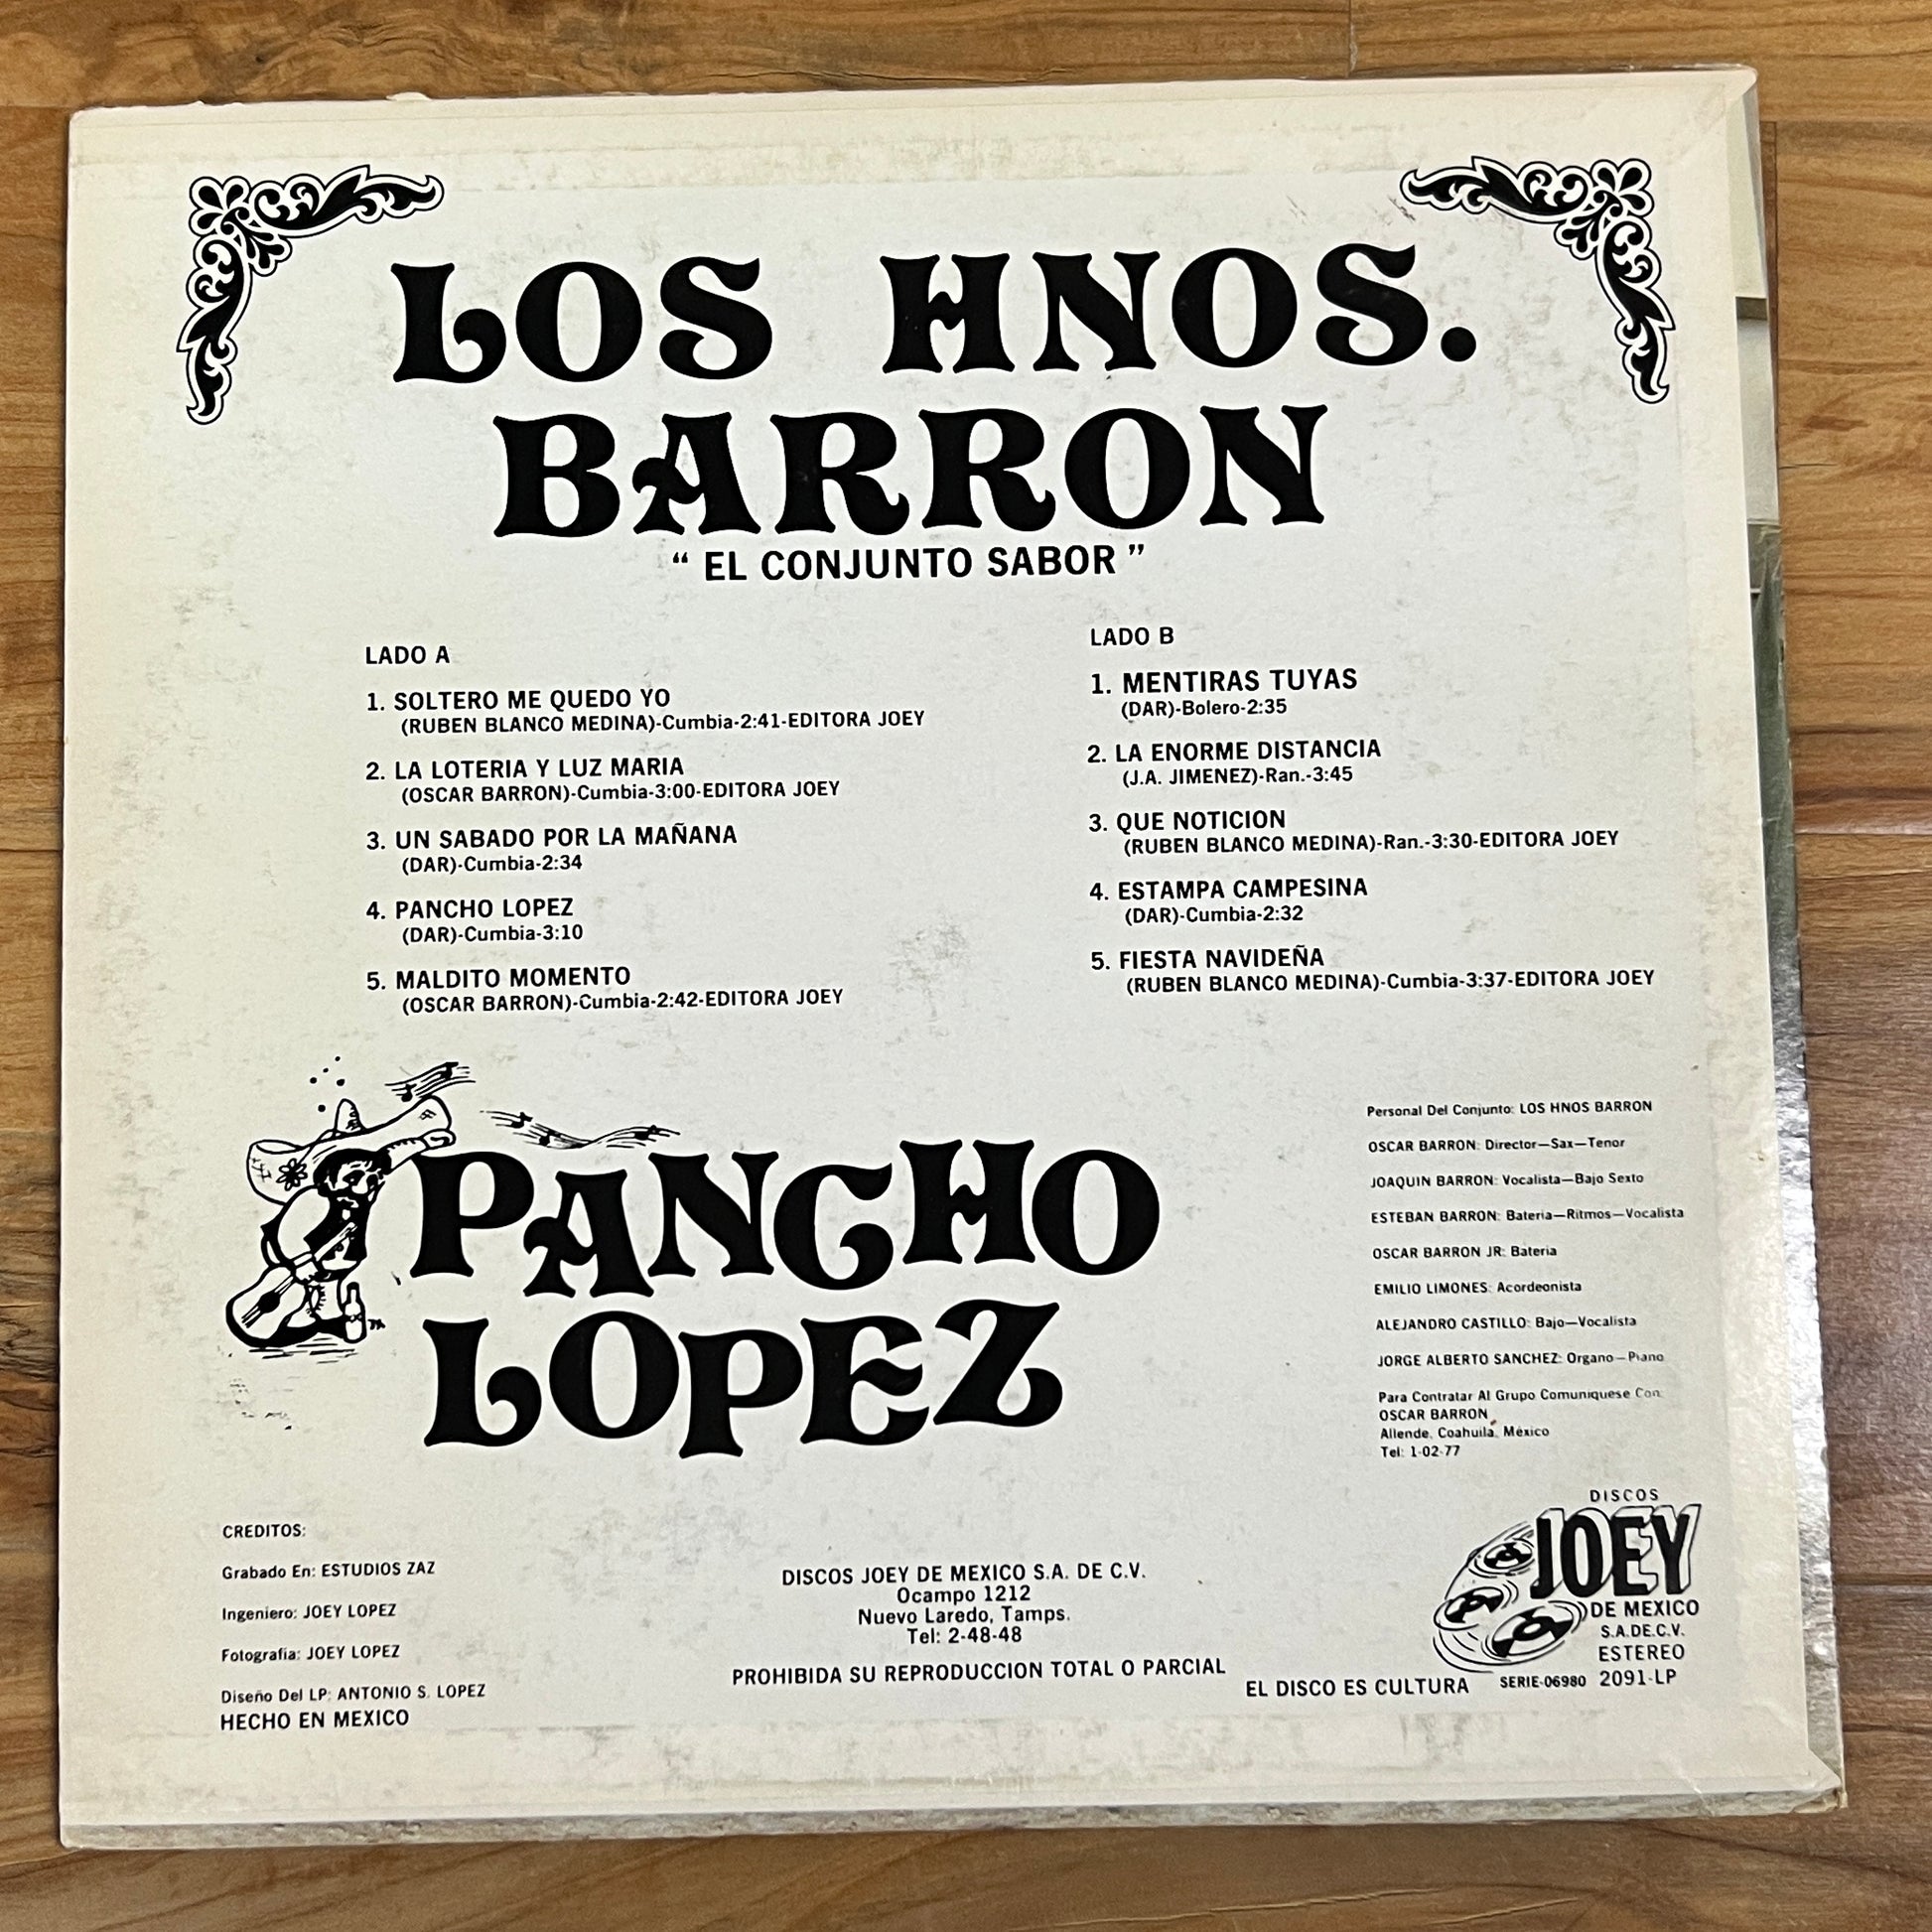 LOS HNOS.
BARRON
“ EL CONJUNTO SABOR ”
LADO A
1. SOLTERO ME QUEDO YO
(RUBEN BLANCO MEDINA)-Cumbia-2:41-EDITORA JOEY
2. LA LOTERIA Y LUZ MARIA
(OSCAR BARRON)-Cumbia-3:00-EDITORA JOEY
3. UN SABADO POR LA MAÑANA
(DAR)-Cumbia-2:34
4. PANCHO LOPEZ
(DAR)-Cumbia-3:10
5. MALDITO MOMENTO
(OSCAR BARRON)-Cumbia-2:42-EDITORA JOEY
LADO B
1. MENTIRAS TUYAS
(DAR)-Bolero-2:35
2. LA ENORME DISTANCIA
(J.A. JIMENEZ)-Ran.-3:45
3. QUE NOTICION
(RUBEN BLANCO MEDINA)-Ran.-3:30-EDITORA JOEY
4. ESTAMPA CAMPESINA
(DAR)-Cumbia-2:32
5. FIESTA NAVIDEÑA
(RUBEN BLANCO MEDINA)-Cumbia-3:37-EDITORA JOEY
PANCHO
LOPEZ
Personal Del Conjunto: LOS HNOS BARRON
OSCAR BARRON: Director—Sax—Tenor
JOAQUIN BARRON: Vocalista—Bajo Sexto
ESTEBAN BARRON: Bateria—Ritmos—Vocalista
OSCAR BARRON JR: Bateria
EMILIO LIMONES: Acordeonista
ALEJANDRO CASTILLO: Bajo—Vocalista
JORGE ALBERTO SANCHEZ: Organo—Piano
Para Contratar Al Grupo Comuniquese Con:
OSCAR BARRON
Allende, Coahuila, México
Tel: 1-02-77
CREDITOS:
Grabado En: ESTUDIOS ZAZ
Ingeniero: JOEY LOPEZ
Fotografia: JOEY LOPEZ
Diseño Del LP: ANTONIO S. LOPEZ
HECHO EN MEXICO
DISCOS JOEY DE MEXICO S.A. DE C.V.
Ocampo 1212
Nuevo Laredo, Tamps.
Tel: 2-48-48
PROHIBIDA SU REPRODUCCION TOTAL O PARCIAL
EL DISCO ES CULTURA
DISCOS
JOEY
DE MEXICO
S.A.DE.C.V.
ESTEREO
SERIE-06980 2091-LP